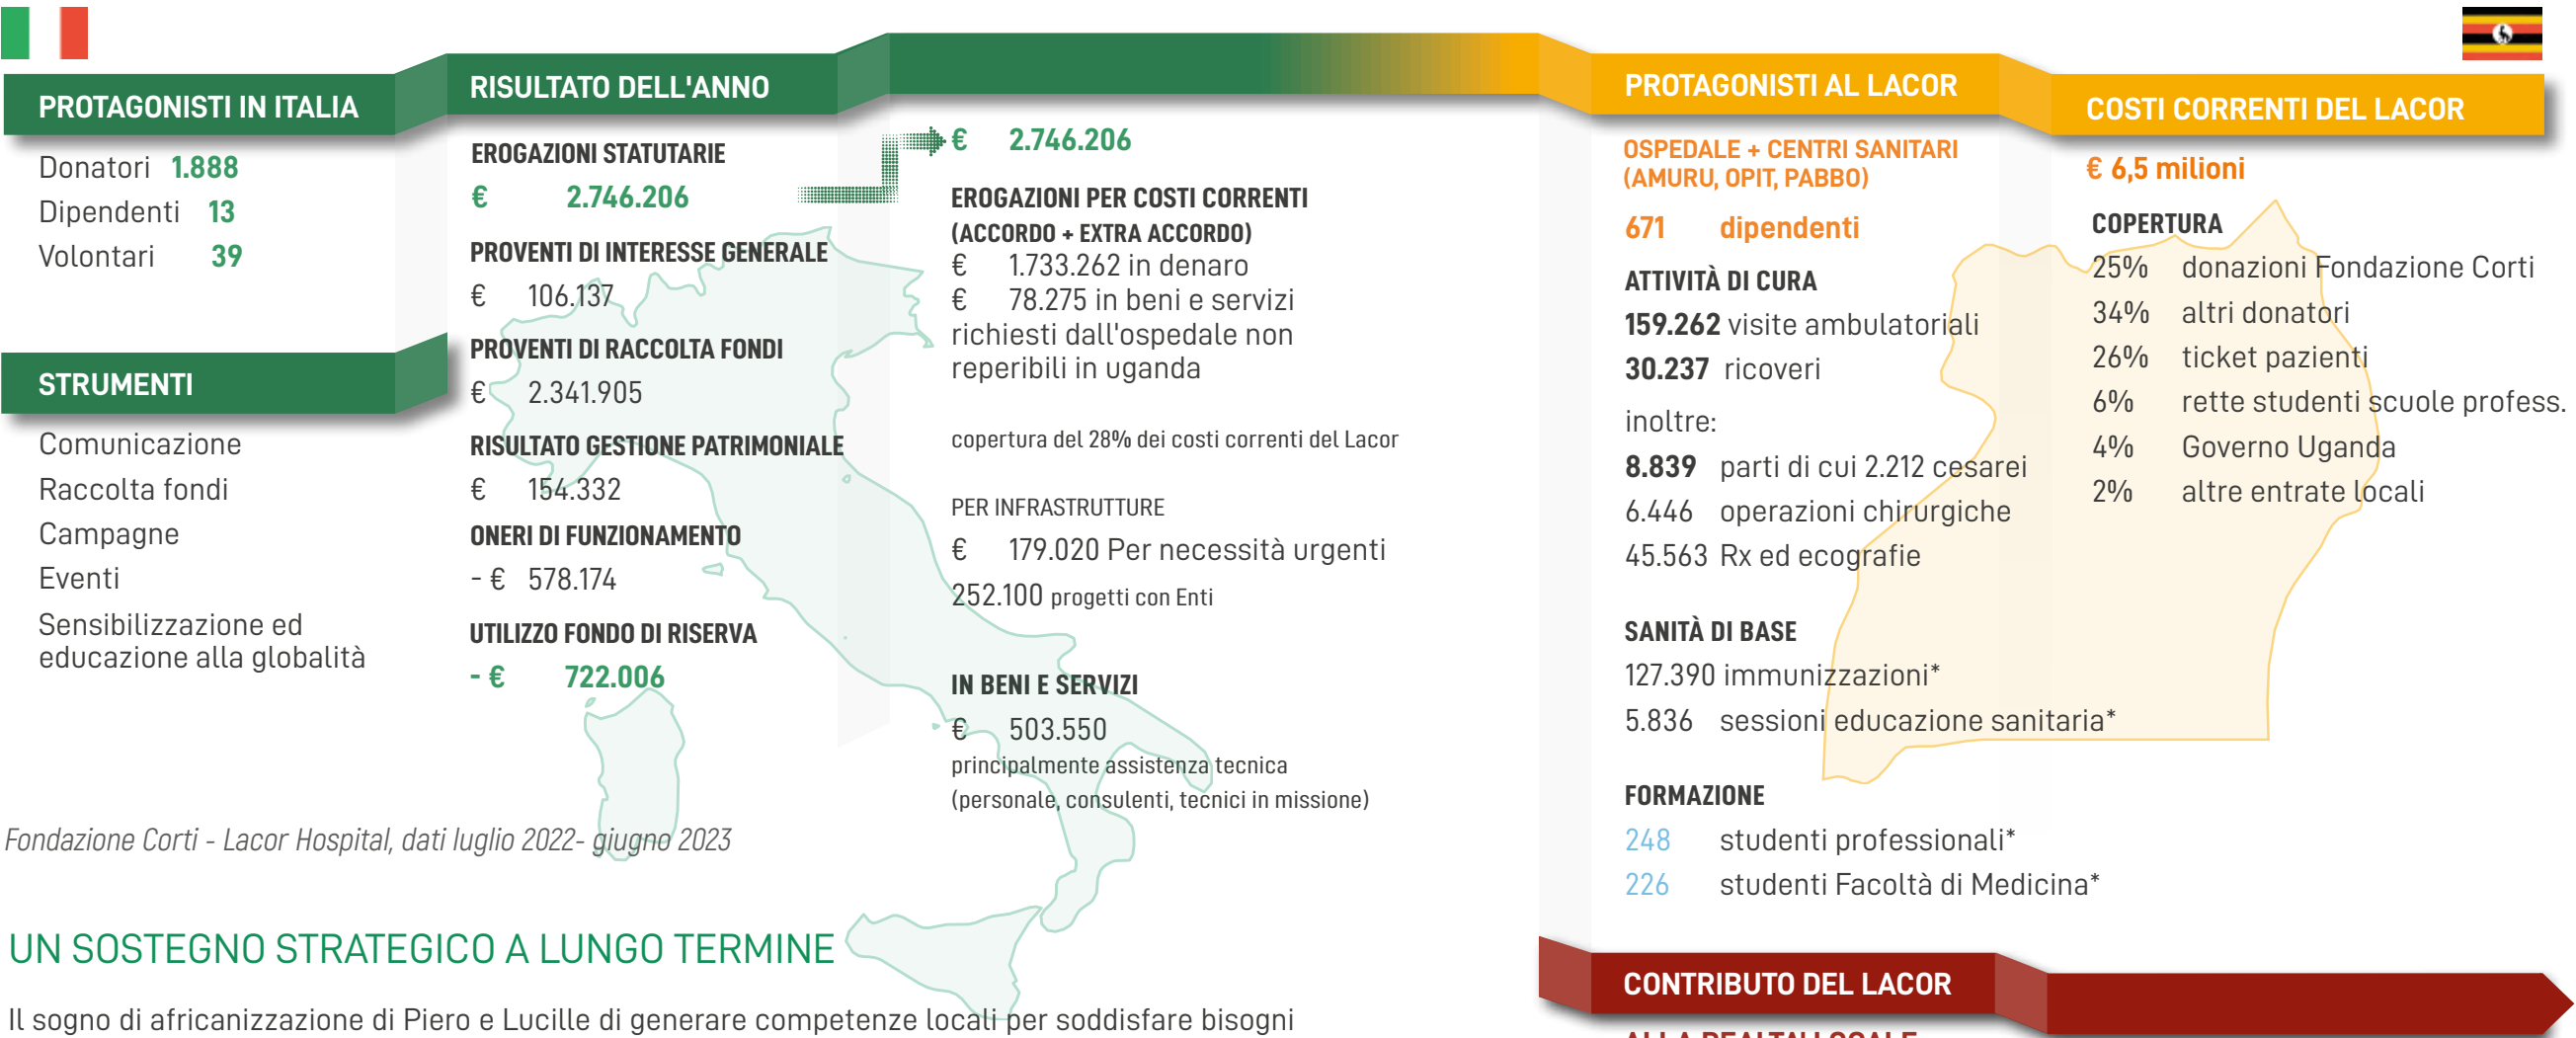 PROTAGONISTI IN ITALIA
Donatori 1.888
Dipendenti 13
Volontari 39
STRUMENTI
Comunicazione
Raccolta fondi
Campagne
Eventi
Sensibilizzazione ed
educazione alla globalità
RISULTATO DELL'ANNO
EROGAZIONI STATUTARIE
€ 2.746.206
PROVENTI DI INTERESSE GENERALE
€ 106.137
PROVENTI DI RACCOLTA FONDI
€ 2.341.905
RISULTATO GESTIONE PATRIMONIALE
€ 154.332
ONERI DI FUNZIONAMENTO
- € 578.174
UTILIZZO FONDO DI RISERVA
- € 722.006
€ 2.746.206
EROGAZIONI PER COSTI CORRENTI
(ACCORDO + EXTRA ACCORDO)
€ 1.733.262 in denaro
€ 78.275 in beni e servizi
richiesti dall'ospedale non
reperibili in uganda
copertura del 28% dei costi correnti del Lacor
PER INFRASTRUTTURE
€ 179.020 Per necessità urgenti
252.100 progetti con Enti
IN BENI E SERVIZI
€ 503.550
principalmente assistenza tecnica
(personale, consulenti, tecnici in missione)
PROTAGONISTI AL LACOR
OSPEDALE + CENTRI SANITARI
(AMURU, OPIT, PABBO)
671 dipendenti
ATTIVITÀ DI CURA
159.262 visite ambulatoriali
30.237 ricoveri
inoltre:
8.839 parti di cui 2.212 cesarei
6.446 operazioni chirurgiche
45.563 Rx ed ecografie
SANITÀ DI BASE
127.390 immunizzazioni*
5.836 sessioni educazione sanitaria*
FORMAZIONE
248 studenti professionali*
226 studenti Facoltà di Medicina*
COSTI CORRENTI DEL LACOR
€ 6,5 milioni
COPERTURA
25% donazioni Fondazione Corti
34% altri donatori
26% ticket pazienti
6% rette studenti scuole profess.
4% Governo Uganda
2% altre entrate locali
Fondazione Corti - Lacor Hospital, dati luglio 2022- giugno 2023
UN SOSTEGNO STRATEGICO A LUNGO TERMINE
Il sogno di africanizzazione di Piero e Lucille di generare competenze locali per soddisfare bisogni
CONTRIBUTO DEL LACOR
ALLA REALTA' LOCALE